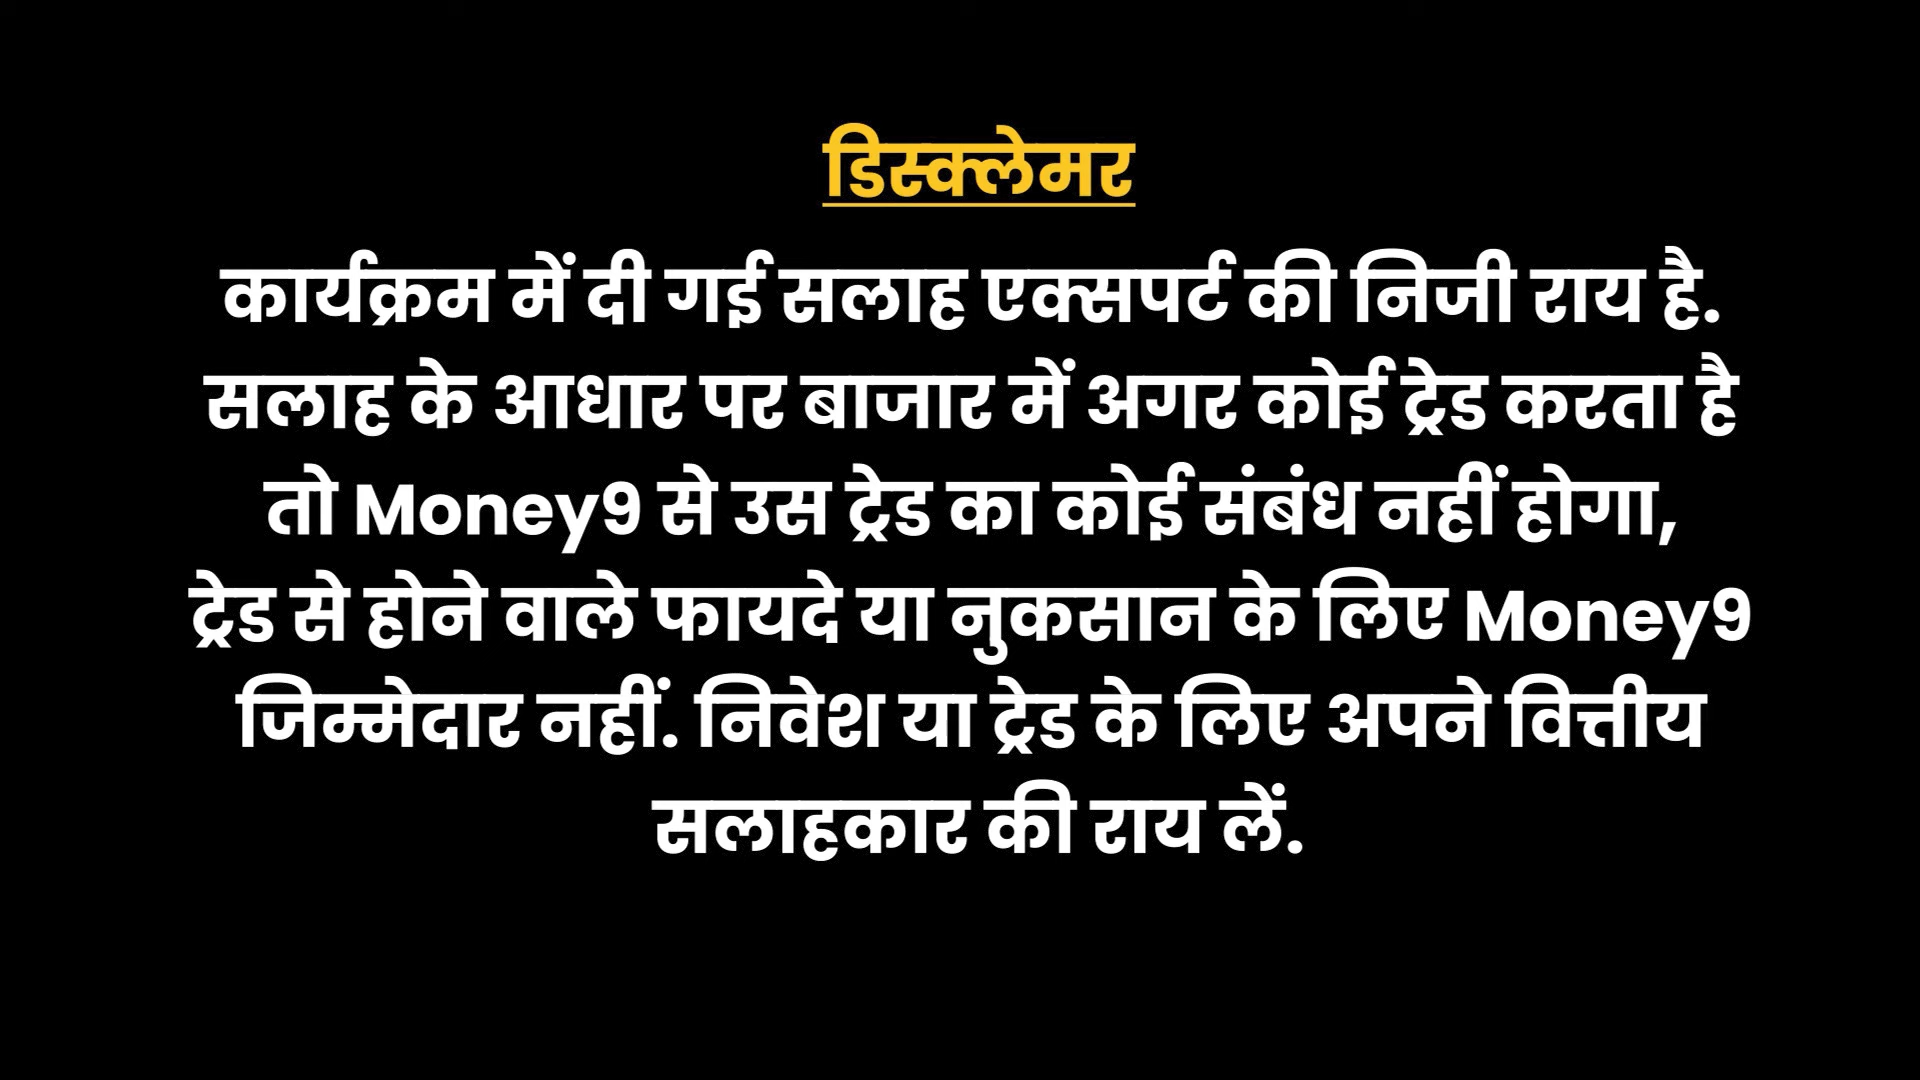 डिस्क्लेमर
कार्यक्रम में दी गई सलाह एक्सपर्ट की निजी राय है.
सलाह के आधार पर बाजार में अगर कोई ट्रेड करता है
तो Money9 से उस ट्रेड का कोई संबंध नहीं होगा,
ट्रेड से होने वाले फायदे या नुकसान के लिए Money9
जिम्मेदार नहीं. निवेश या ट्रेड के लिए अपने वित्तीय
सलाहकार की राय लें.